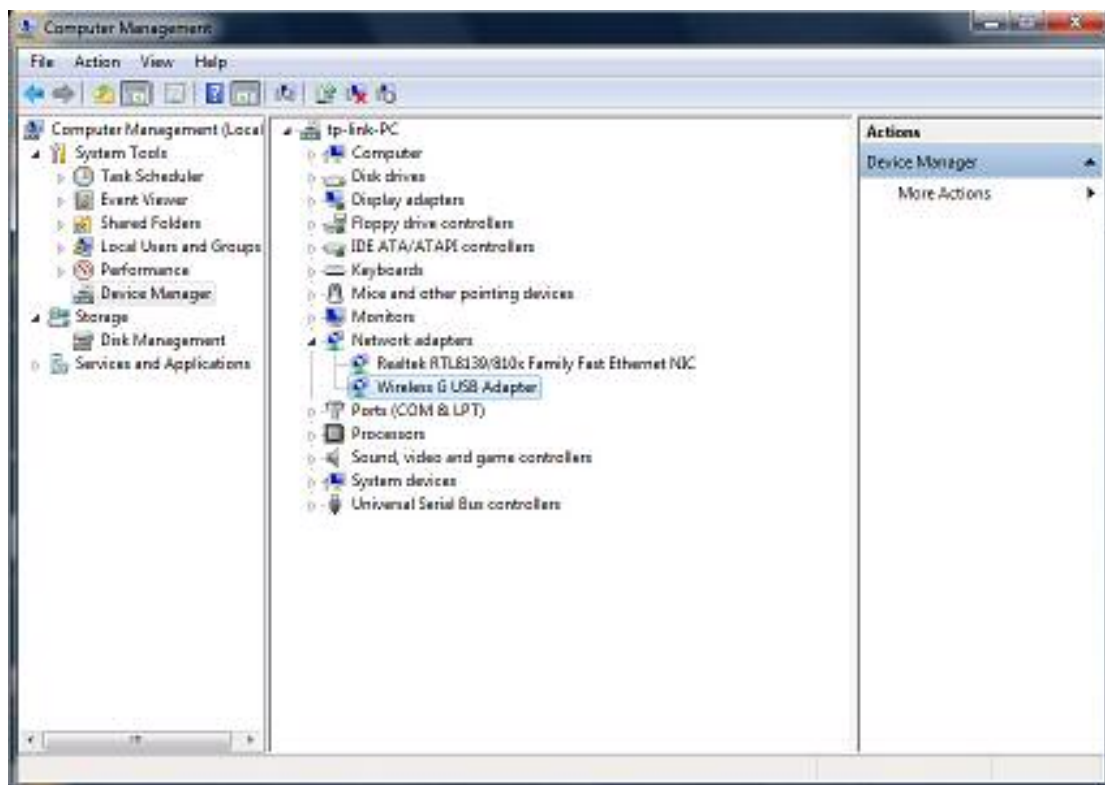 Computer Management
File Action View Help
Computer Management (Local
System Tools
Task Scheduler
Event Viewer
Shared Folders
Local Users and Groups
Performance
Device Manager
Storage
Disk Management
Services and Applications
tp-link-PC
Computer
Disk drives
Display adapters
Floppy drive controllers
IDE ATA/ATAPI controllers
Keyboards
Mice and other pointing devices
Monitors
Network adapters
Realtek RTL8139/810x Family Fast Ethernet NIC
Wireless G USB Adapter
Ports (COM & LPT)
Processors
Sound, video and game controllers
System devices
Universal Serial Bus controllers
Actions
Device Manager
More Actions